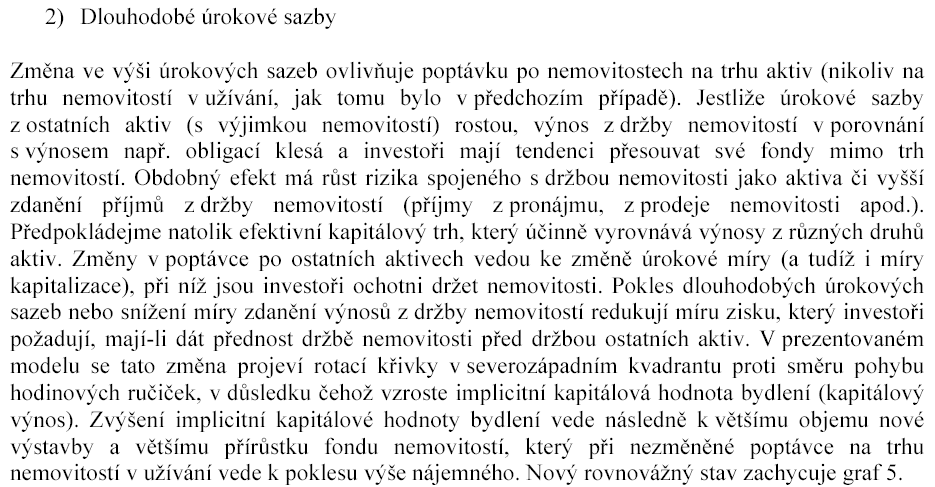 2) Dlouhodobé úrokové sazby
Změna ve výši úrokových sazeb ovlivňuje poptávku po nemovitostech na trhu aktiv (nikoliv na
trhu nemovitostí v užívání, jak tomu bylo v předchozím případě). Jestliže úrokové sazby
z ostatních aktiv (s výjimkou nemovitostí) rostou, výnos z držby nemovitostí v porovnání
s výnosem např. obligací klesá a investoři mají tendenci přesouvat své fondy mimo trh
nemovitostí. Obdobný efekt má růst rizika spojeného s držbou nemovitosti jako aktiva či vyšší
zdanění příjmů z držby nemovitostí (příjmy z pronájmu, z prodeje nemovitosti apod.).
Předpokládejme natolik efektivní kapitálový trh, který účinně vyrovnává výnosy z různých druhů
aktiv. Změny v poptávce po ostatních aktivech vedou ke změně úrokové míry (a tudíž i míry
kapitalizace), při níž jsou investoři ochotni držet nemovitosti. Pokles dlouhodobých úrokových
sazeb nebo snížení míry zdanění výnosů z držby nemovitostí redukují míru zisku, který investoři
požadují, mají-li dát přednost držbě nemovitosti před držbou ostatních aktiv. V prezentovaném
modelu se tato změna projeví rotací křivky v severozápadním kvadrantu proti směru pohybu
hodinových ručiček, v důsledku čehož vzroste implicitní kapitálová hodnota bydlení (kapitálový
výnos). Zvýšení implicitní kapitálové hodnoty bydlení vede následně k většímu objemu nové
výstavby a většímu přírůstku fondu nemovitostí, který při nezměněné poptávce na trhu
nemovitostí v užívání vede k poklesu výše nájemného. Nový rovnovážný stav zachycuje graf 5.